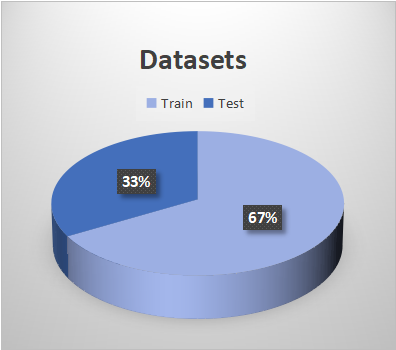 Datasets
Train Test
33%
67%